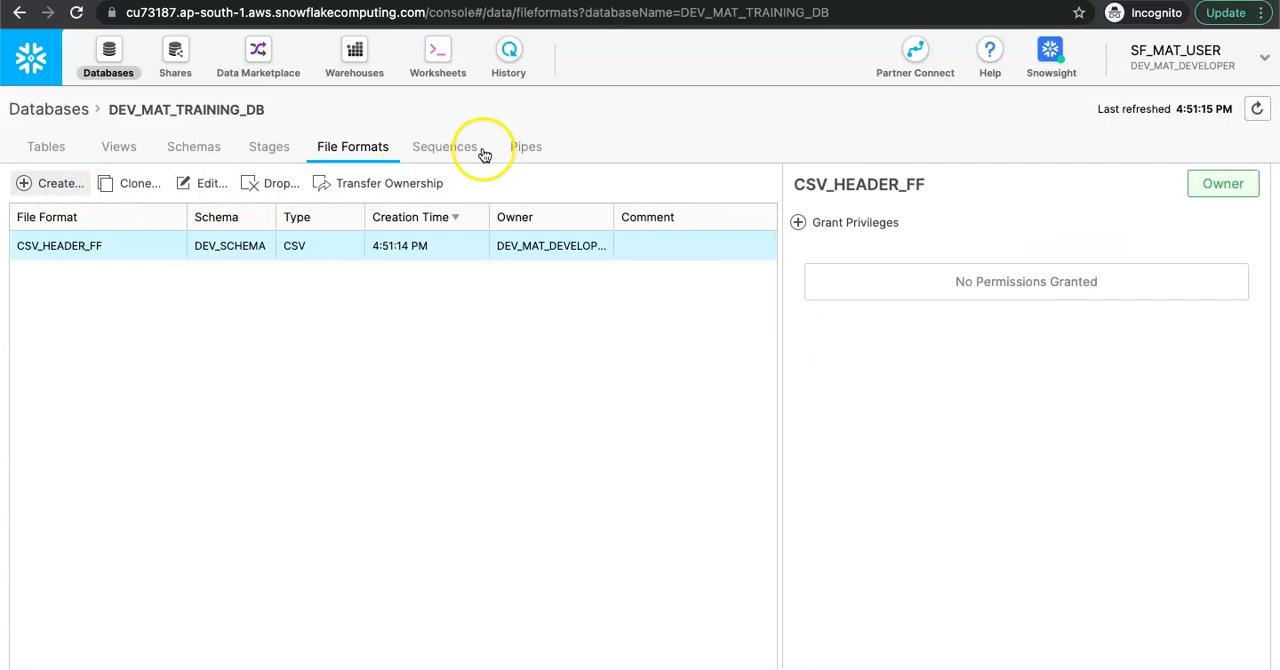 cu73187.ap-south-1.aws.snowflakecomputing.com/console#/data/fileformats?databaseName=DEV_MAT_TRAINING_DB
Incognito
Update
Databases
Shares
Data Marketplace
Warehouses
Worksheets
History
Partner Connect
Help
Snowsight
SF_MAT_USER
DEV_MAT_DEVELOPER
Databases > DEV_MAT_TRAINING_DB
Last refreshed 4:51:15 PM
Tables Views Schemas Stages File Formats Sequences Pipes
Create... Clone... Edit... Drop... Transfer Ownership
File Format Schema Type Creation Time Owner Comment
CSV_HEADER_FF DEV_SCHEMA CSV 4:51:14 PM DEV_MAT_DEVELOP...
CSV_HEADER_FF
Owner
Grant Privileges
No Permissions Granted